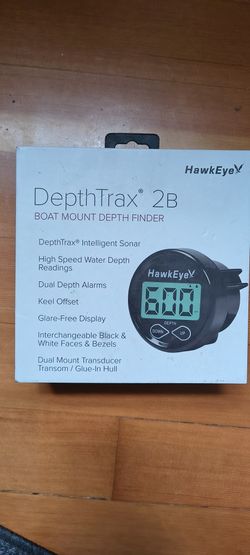 HawkEye
DepthTrax® 2B
BOAT MOUNT DEPTH FINDER
DepthTrax® Intelligent Sonar
High Speed Water Depth
Readings
Dual Depth Alarms
Keel Offset
Glare-Free Display
Interchangeable Black &
White Faces & Bezels
Dual Mount Transducer
Transom / Glue-In Hull
HawkEye
600
DEPTH
DOWN
UP